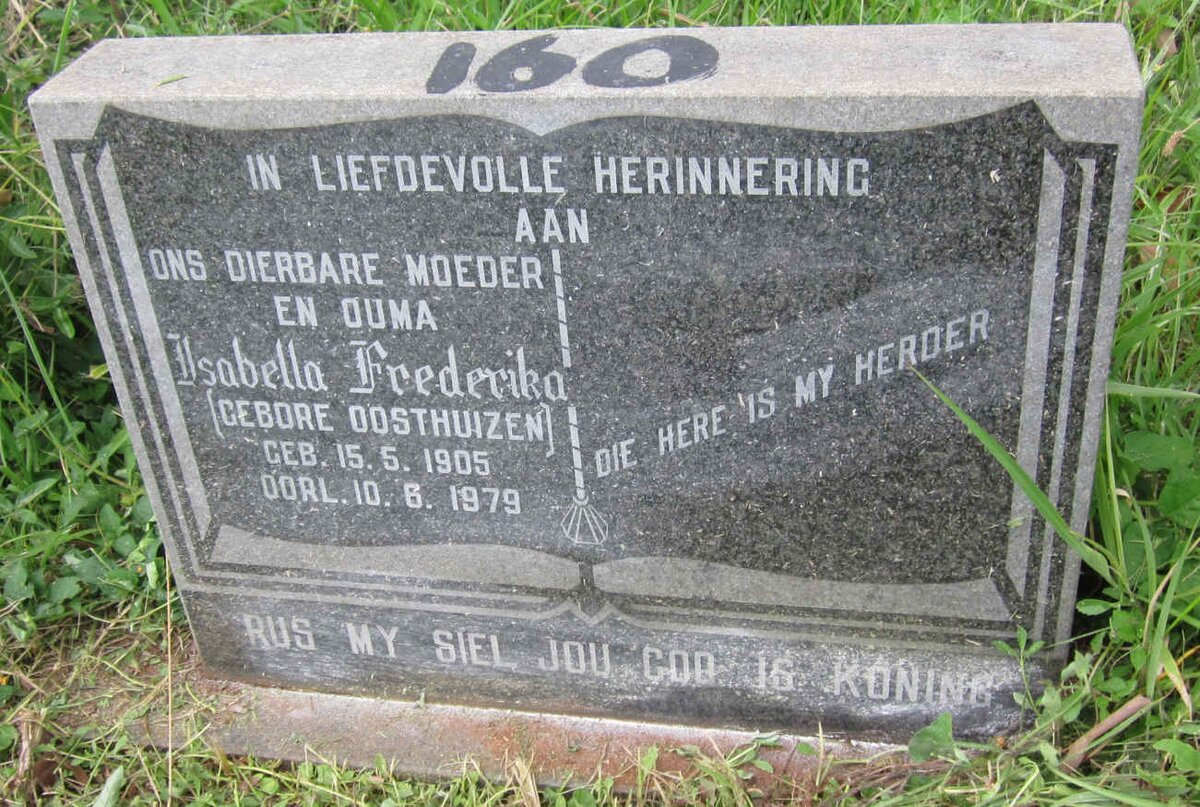 160
IN LIEFDEVOLLE HERINNERING
AAN
ONS DIERBARE MOEDER
EN OUMA
Isabella Frederika
(GEBORE OOSTHUIZEN)
GEB. 15. 5. 1905
OORL. 10. 6. 1979
DIE HERE IS MY HERDER
RUS MY SIEL JOU GOD IS KONING